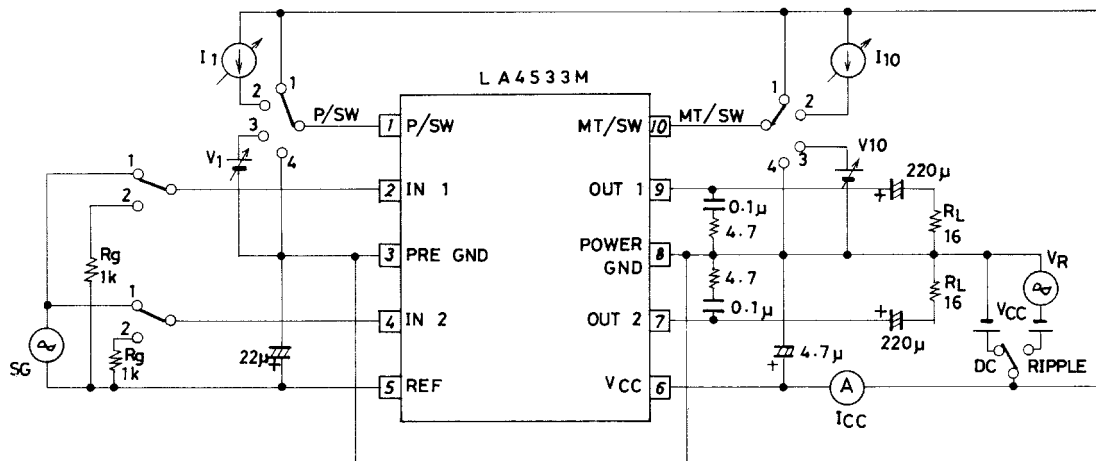 LA4533M
I1
2
1
P/SW
3
V1
4
1
2
Rg
1k
1
2
Rg
1k
SG
22μ
+
1 P/SW
2 IN 1
3 PRE GND
4 IN 2
5 REF
MT/SW 10
OUT 1 9
POWER GND 8
OUT 2 7
VCC 6
MT/SW
1
2
3
4
I10
V10
220μ
+
0.1μ
4.7
RL
16
4.7
0.1μ
RL
16
+
220μ
4.7μ
+
A
ICC
VR
VCC
DC
RIPPLE